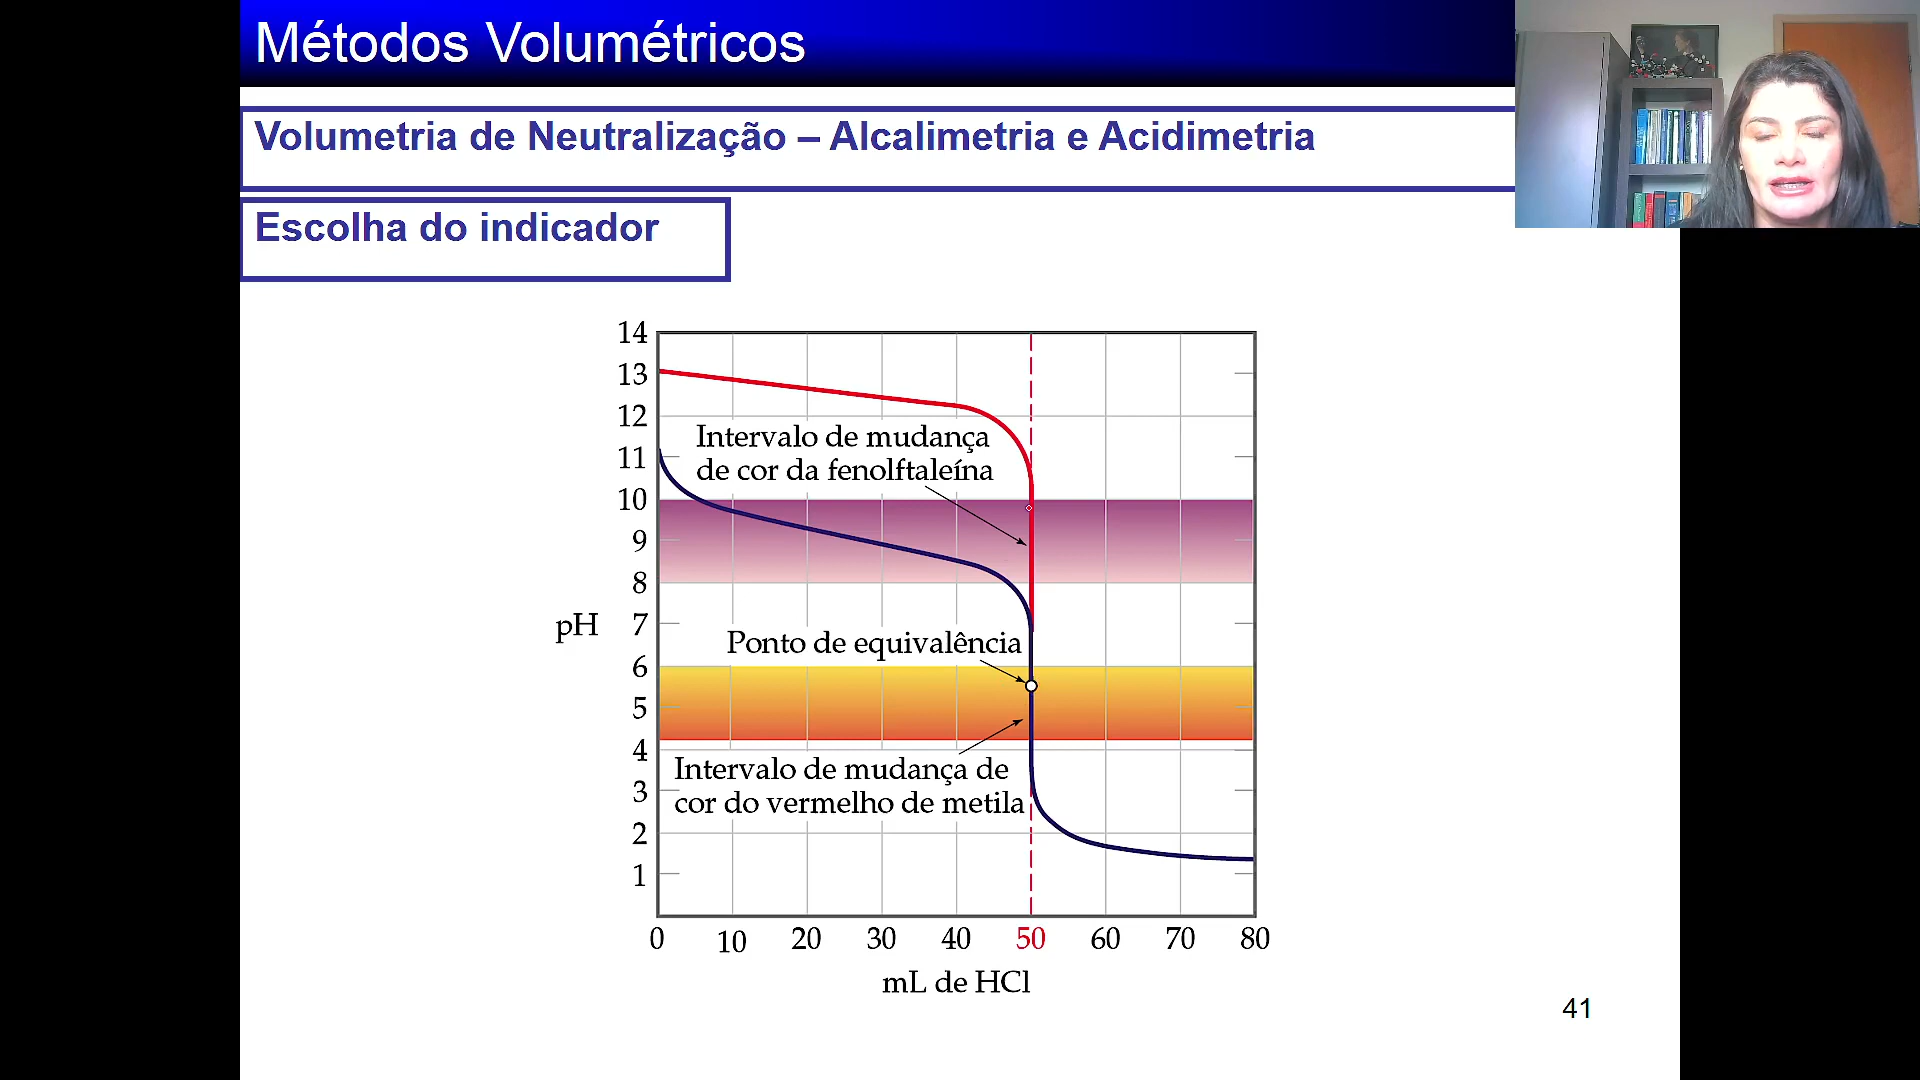 Métodos Volumétricos
Volumetria de Neutralização – Alcalimetria e Acidimetria
Escolha do indicador
14
13
12
11
10
9
8
7
6
5
4
3
2
1
pH
Intervalo de mudança
de cor da fenolftaleína
Ponto de equivalência
Intervalo de mudança de
cor do vermelho de metila
0 10 20 30 40 50 60 70 80
mL de HCl
41